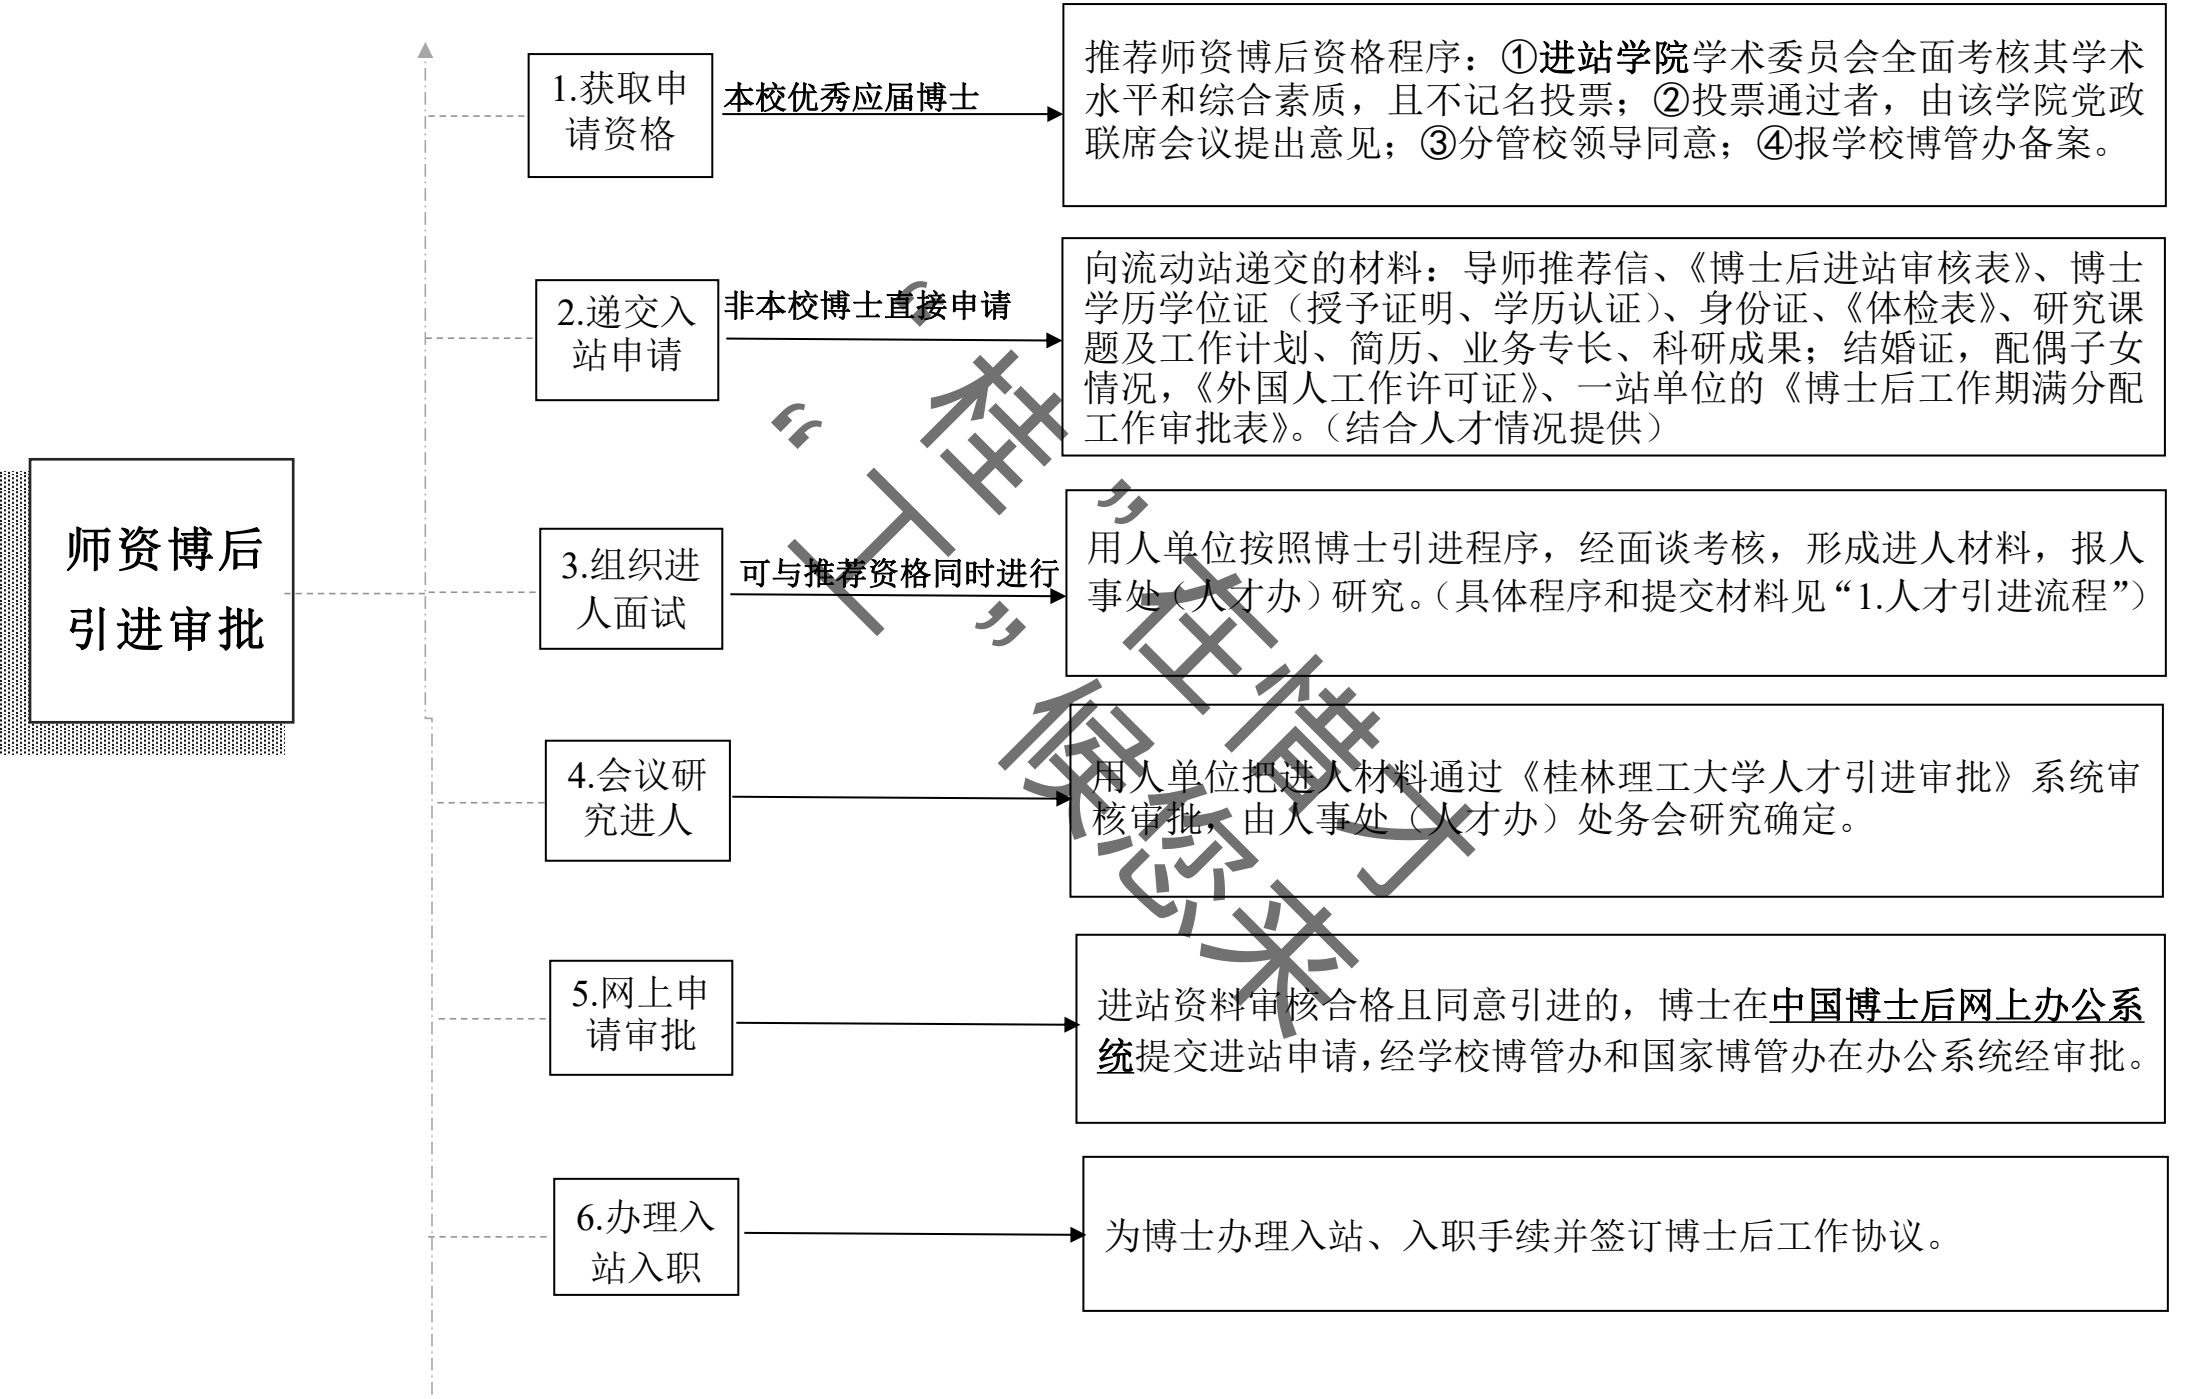 师资博后
引进审批
1.获取申
请资格
本校优秀应届博士
推荐师资博后资格程序：①进站学院学术委员会全面考核其学术
水平和综合素质，且不记名投票；②投票通过者，由该学院党政
联席会议提出意见；③分管校领导同意；④报学校博管办备案。
2.递交入
站申请
非本校博士直接申请
向流动站递交的材料：导师推荐信、《博士后进站审核表》、博士
学历学位证（授予证明、学历认证）、身份证、《体检表》、研究课
题及工作计划、简历、业务专长、科研成果；结婚证，配偶子女
情况，《外国人工作许可证》、一站单位的《博士后工作期满分配
工作审批表》。（结合人才情况提供）
3.组织进
人面试
可与推荐资格同时进行
用人单位按照博士引进程序，经面谈考核，形成进人材料，报人
事处（人才办）研究。（具体程序和提交材料见“1.人才引进流程”）
4.会议研
究进人
用人单位把进人材料通过《桂林理工大学人才引进审批》系统审
核审批，由人事处（人才办）处务会研究确定。
5.网上申
请审批
进站资料审核合格且同意引进的，博士在中国博士后网上办公系
统提交进站申请，经学校博管办和国家博管办在办公系统经审批。
6.办理入
站入职
为博士办理入站、入职手续并签订博士后工作协议。
“桂”在惜才
“工”候您来